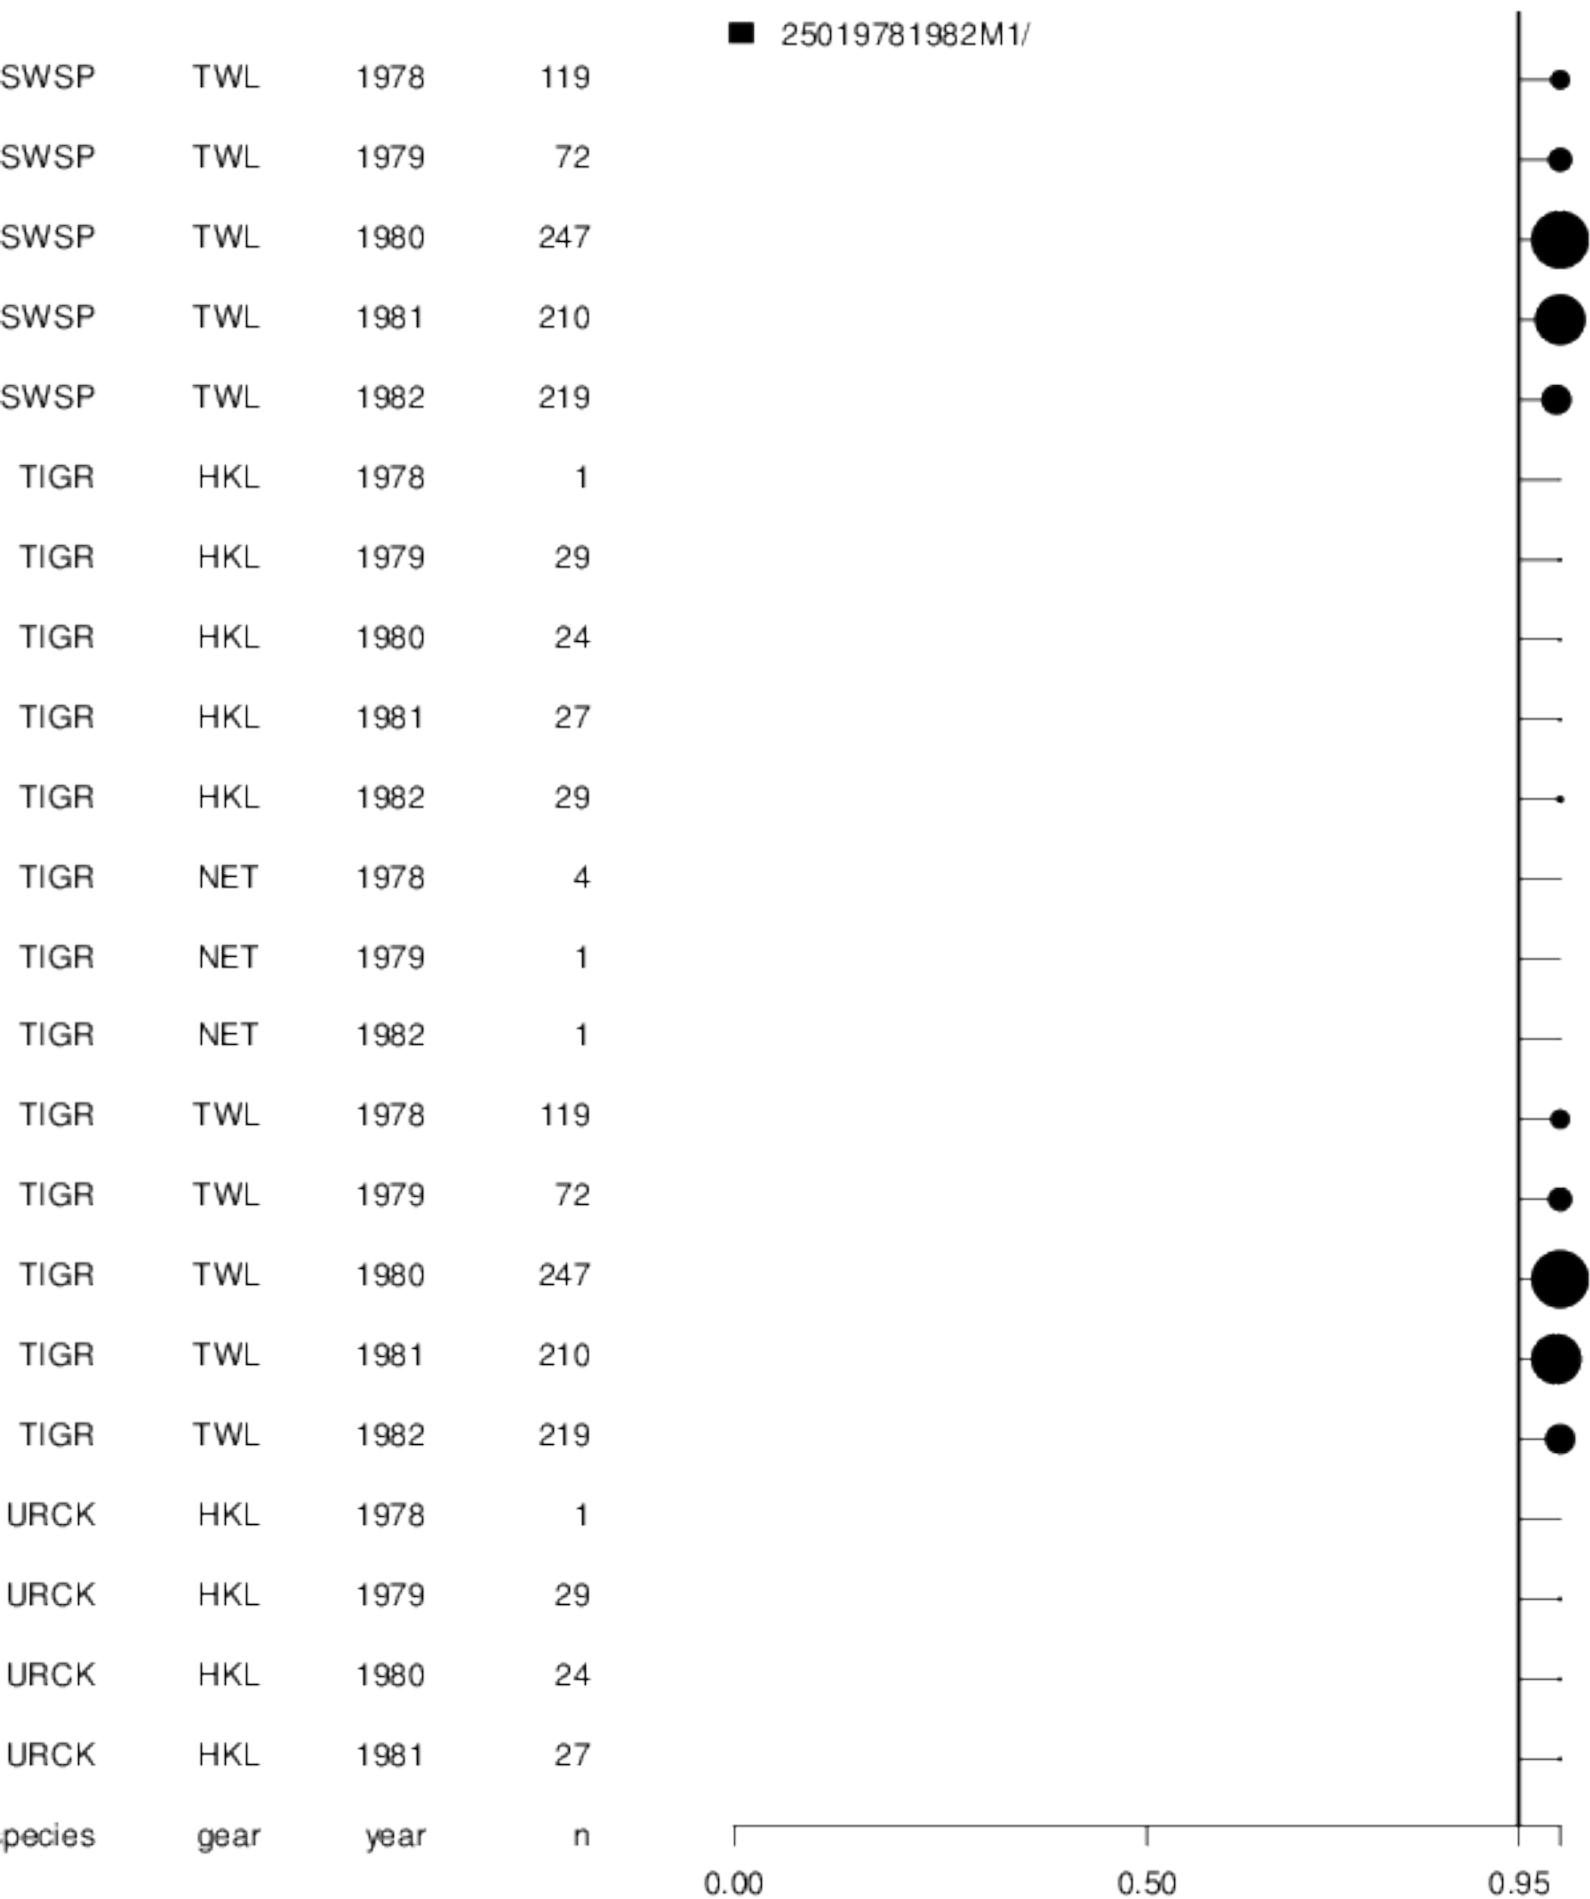 25019781982M1/
SWSP TWL 1978 119
SWSP TWL 1979 72
SWSP TWL 1980 247
SWSP TWL 1981 210
SWSP TWL 1982 219
TIGR HKL 1978 1
TIGR HKL 1979 29
TIGR HKL 1980 24
TIGR HKL 1981 27
TIGR HKL 1982 29
TIGR NET 1978 4
TIGR NET 1979 1
TIGR NET 1982 1
TIGR TWL 1978 119
TIGR TWL 1979 72
TIGR TWL 1980 247
TIGR TWL 1981 210
TIGR TWL 1982 219
URCK HKL 1978 1
URCK HKL 1979 29
URCK HKL 1980 24
URCK HKL 1981 27
pecies gear year n
0.00 0.50 0.95